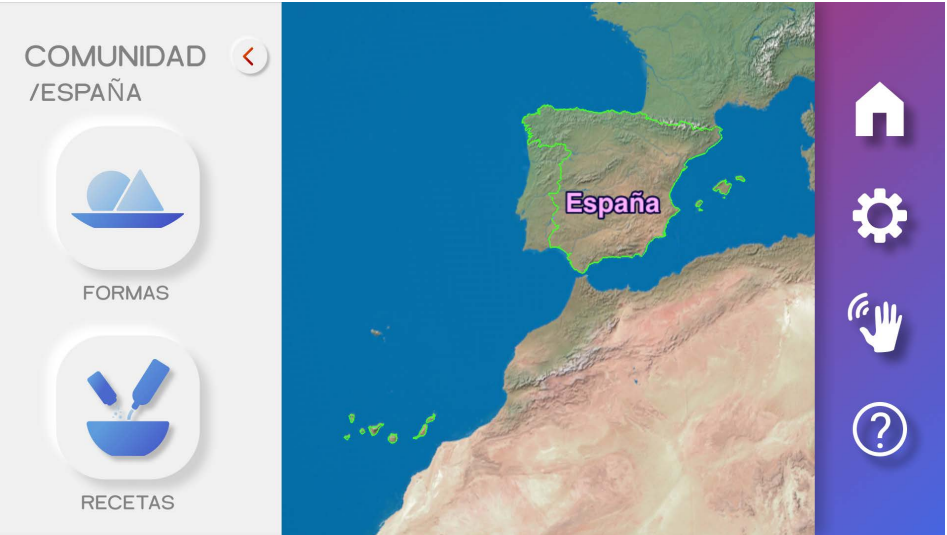 COMUNIDAD
/ESPAÑA
FORMAS
RECETAS
España
?